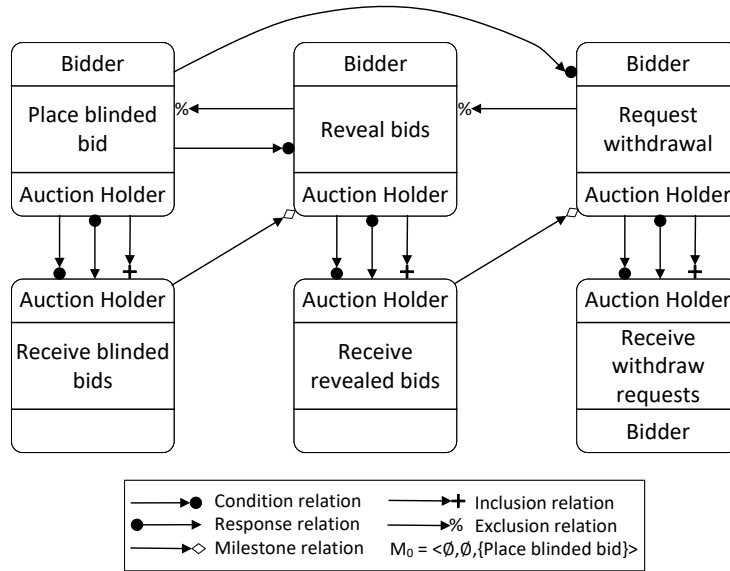 Bidder
Place blinded
bid
Auction Holder
%
Bidder
Reveal bids
Auction Holder
%
Bidder
Request
withdrawal
Auction Holder
Auction Holder
Receive blinded
bids
Auction Holder
Receive
revealed bids
Auction Holder
Receive
withdraw
requests
Bidder
Condition relation
Response relation
Milestone relation
Inclusion relation
% Exclusion relation
M₀ = <Ø,Ø,{Place blinded bid}>